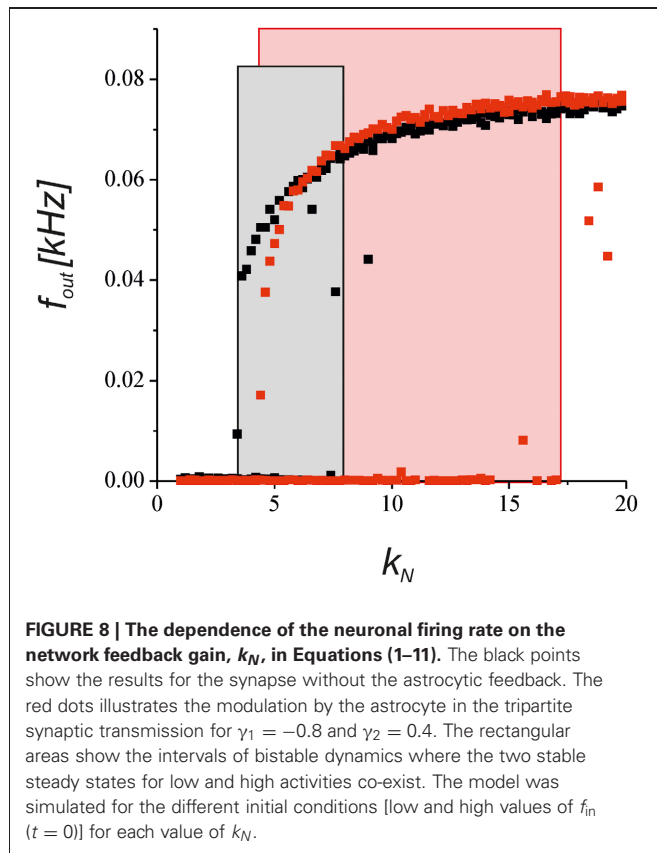 0.08
0.06
0.04
0.02
0.00
f_out [kHz]
0 5 10 15 20
k_N
FIGURE 8 | The dependence of the neuronal firing rate on the
network feedback gain, k_N, in Equations (1–11). The black points
show the results for the synapse without the astrocytic feedback. The
red dots illustrates the modulation by the astrocyte in the tripartite
synaptic transmission for γ₁ = −0.8 and γ₂ = 0.4. The rectangular
areas show the intervals of bistable dynamics where the two stable
steady states for low and high activities co-exist. The model was
simulated for the different initial conditions [low and high values of f_in
(t = 0)] for each value of k_N.